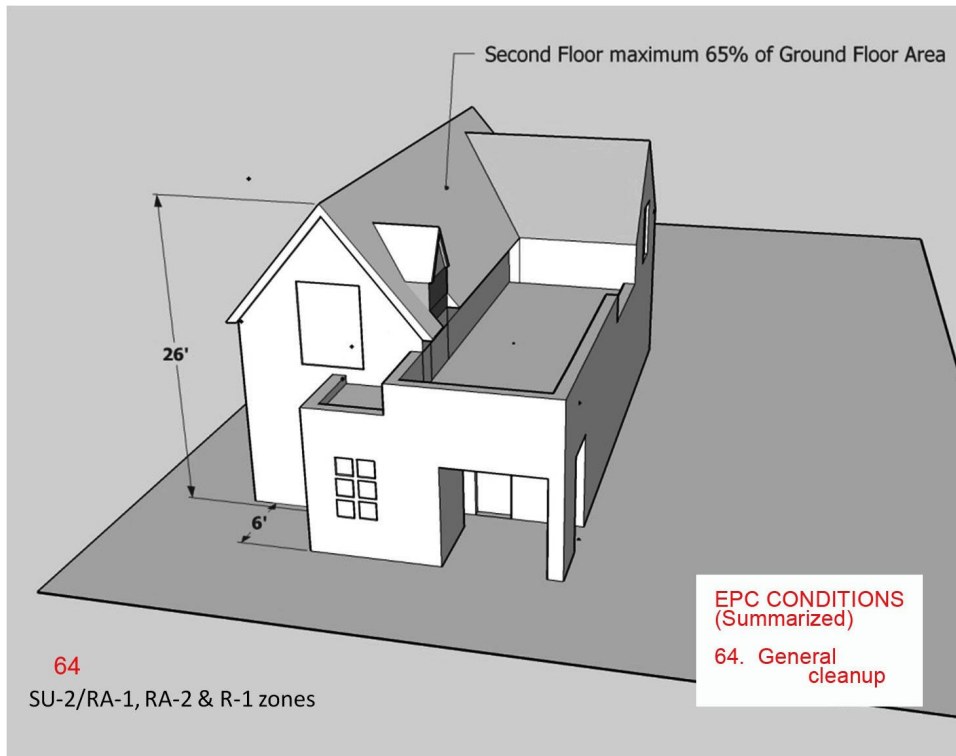 Second Floor maximum 65% of Ground Floor Area
26'
6'
EPC CONDITIONS
(Summarized)
64. General
cleanup
64
SU-2/RA-1, RA-2 & R-1 zones